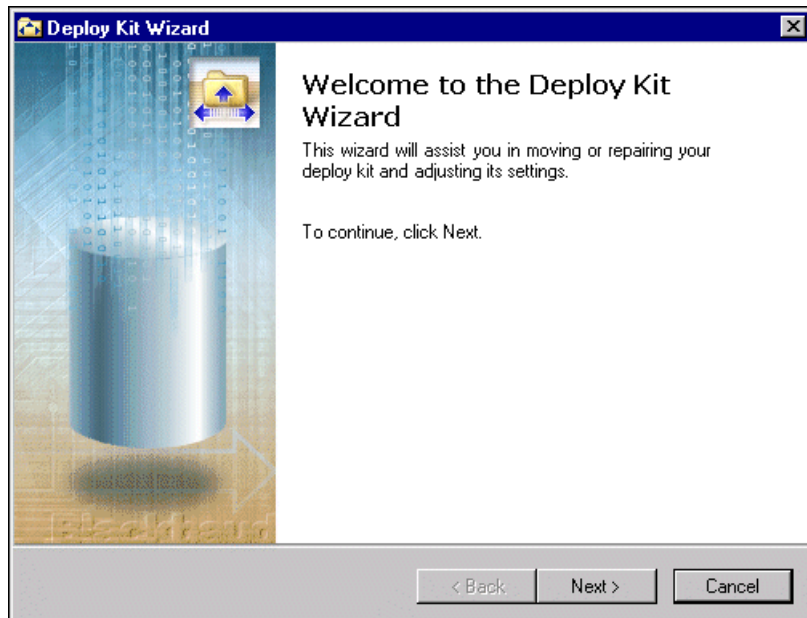 Deploy Kit Wizard
Welcome to the Deploy Kit
Wizard
This wizard will assist you in moving or repairing your
deploy kit and adjusting its settings.
To continue, click Next.
Blackbaud
< Back
Next >
Cancel